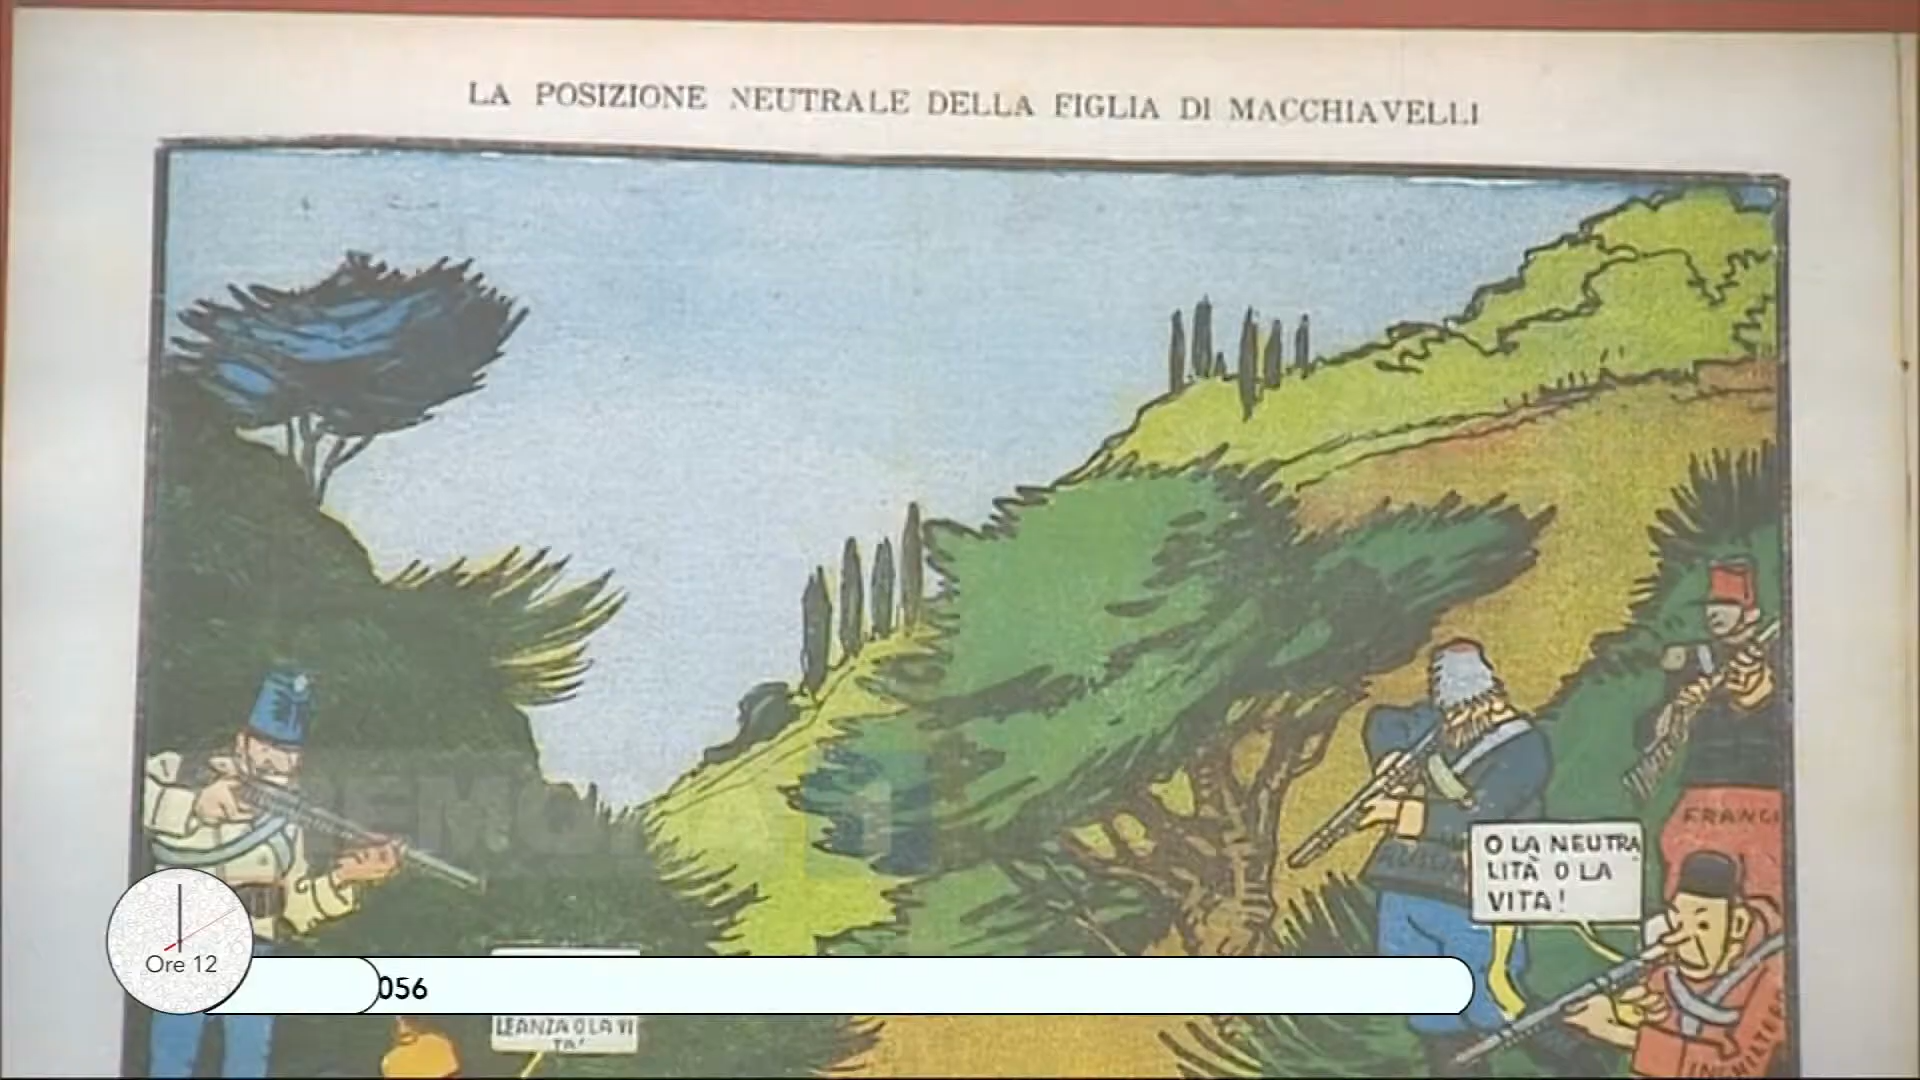 LA POSIZIONE NEUTRALE DELLA FIGLIA DI MACCHIAVELLI
FRANCI
O LA NEUTRA
LITÀ O LA
VITA!
Ore 12
056
LEANZA O LA VI
TA!
INGHILTER